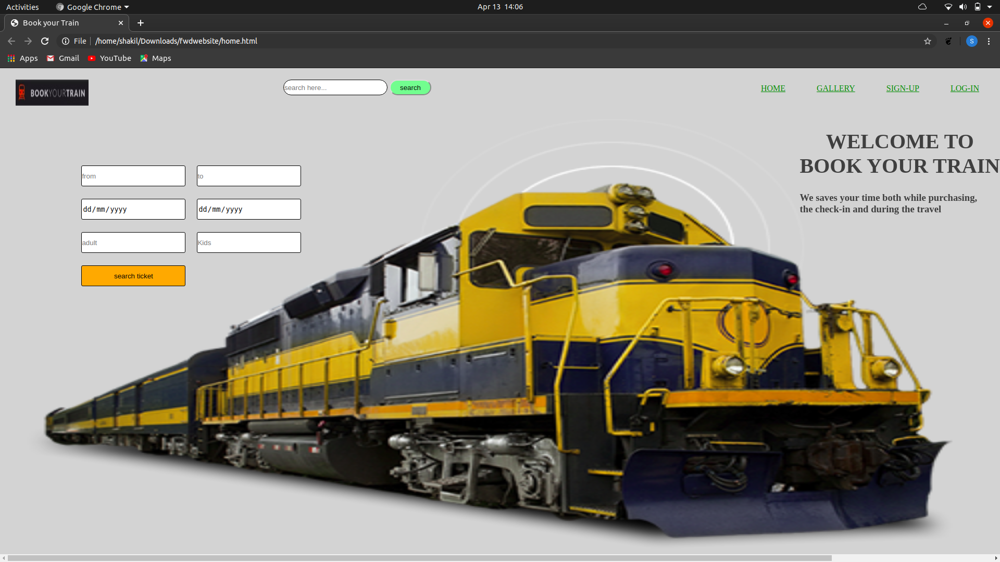 Activities
Google Chrome
Apr 13 14:06
Book your Train
File
/home/shakil/Downloads/fwdwebsite/home.html
S
Apps
Gmail
YouTube
Maps
BOOKYOURTRAIN
search here...
search
HOME
GALLERY
SIGN-UP
LOG-IN
WELCOME TO
BOOK YOUR TRAIN
We saves your time both while purchasing,
the check-in and during the travel
from
to
dd/mm/yyyy
dd/mm/yyyy
adult
Kids
search ticket